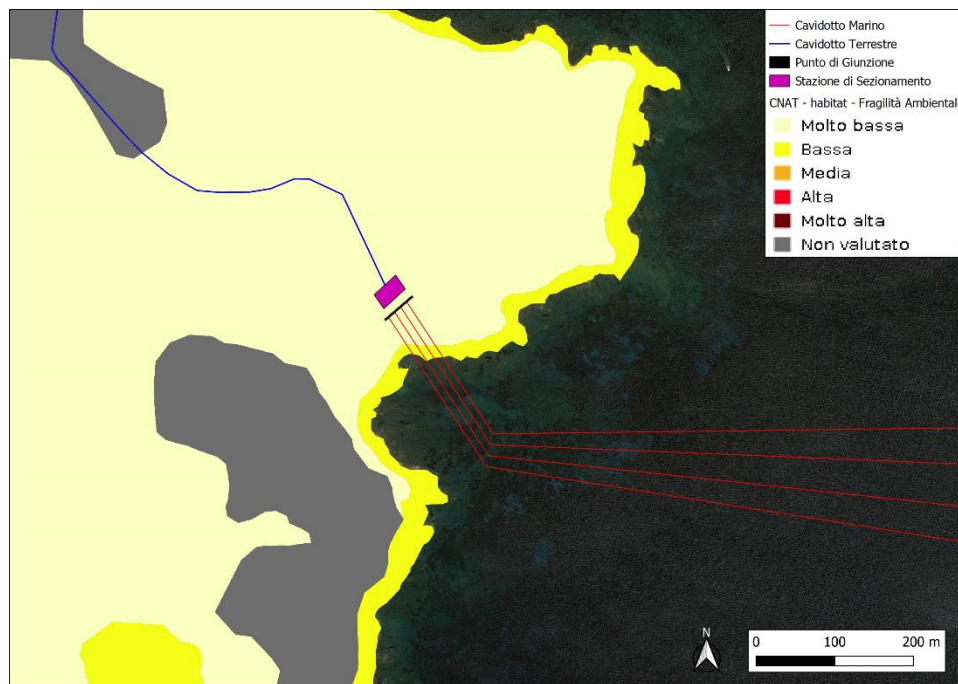 Cavidotto Marino
Cavidotto Terrestre
Punto di Giunzione
Stazione di Sezionamento
CNAT - habitat - Fragilità Ambientale
Molto bassa
Bassa
Media
Alta
Molto alta
Non valutato
N
0 100 200 m